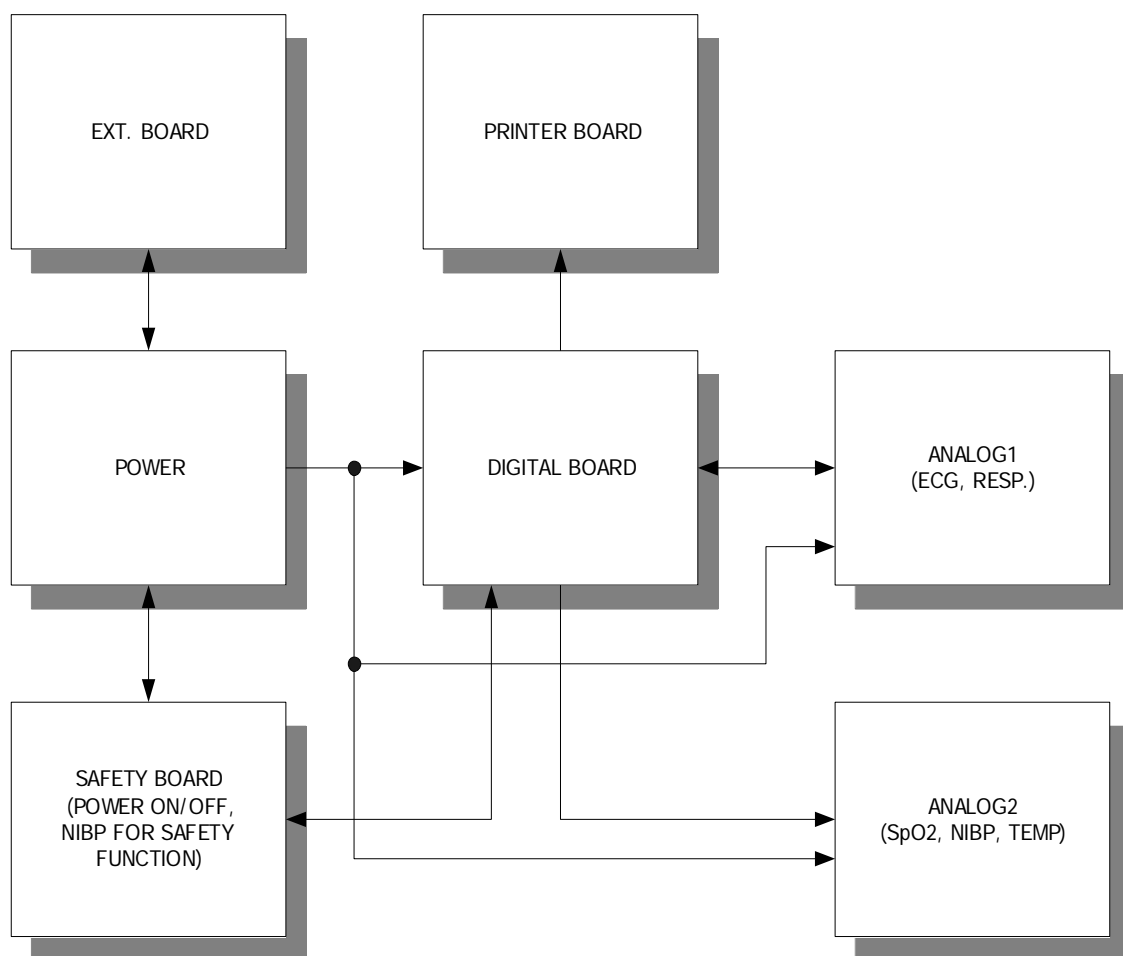 EXT. BOARD
PRINTER BOARD
POWER
DIGITAL BOARD
ANALOG1
(ECG, RESP.)
SAFETY BOARD
(POWER ON/OFF,
NIBP FOR SAFETY
FUNCTION)
ANALOG2
(SpO2, NIBP, TEMP)